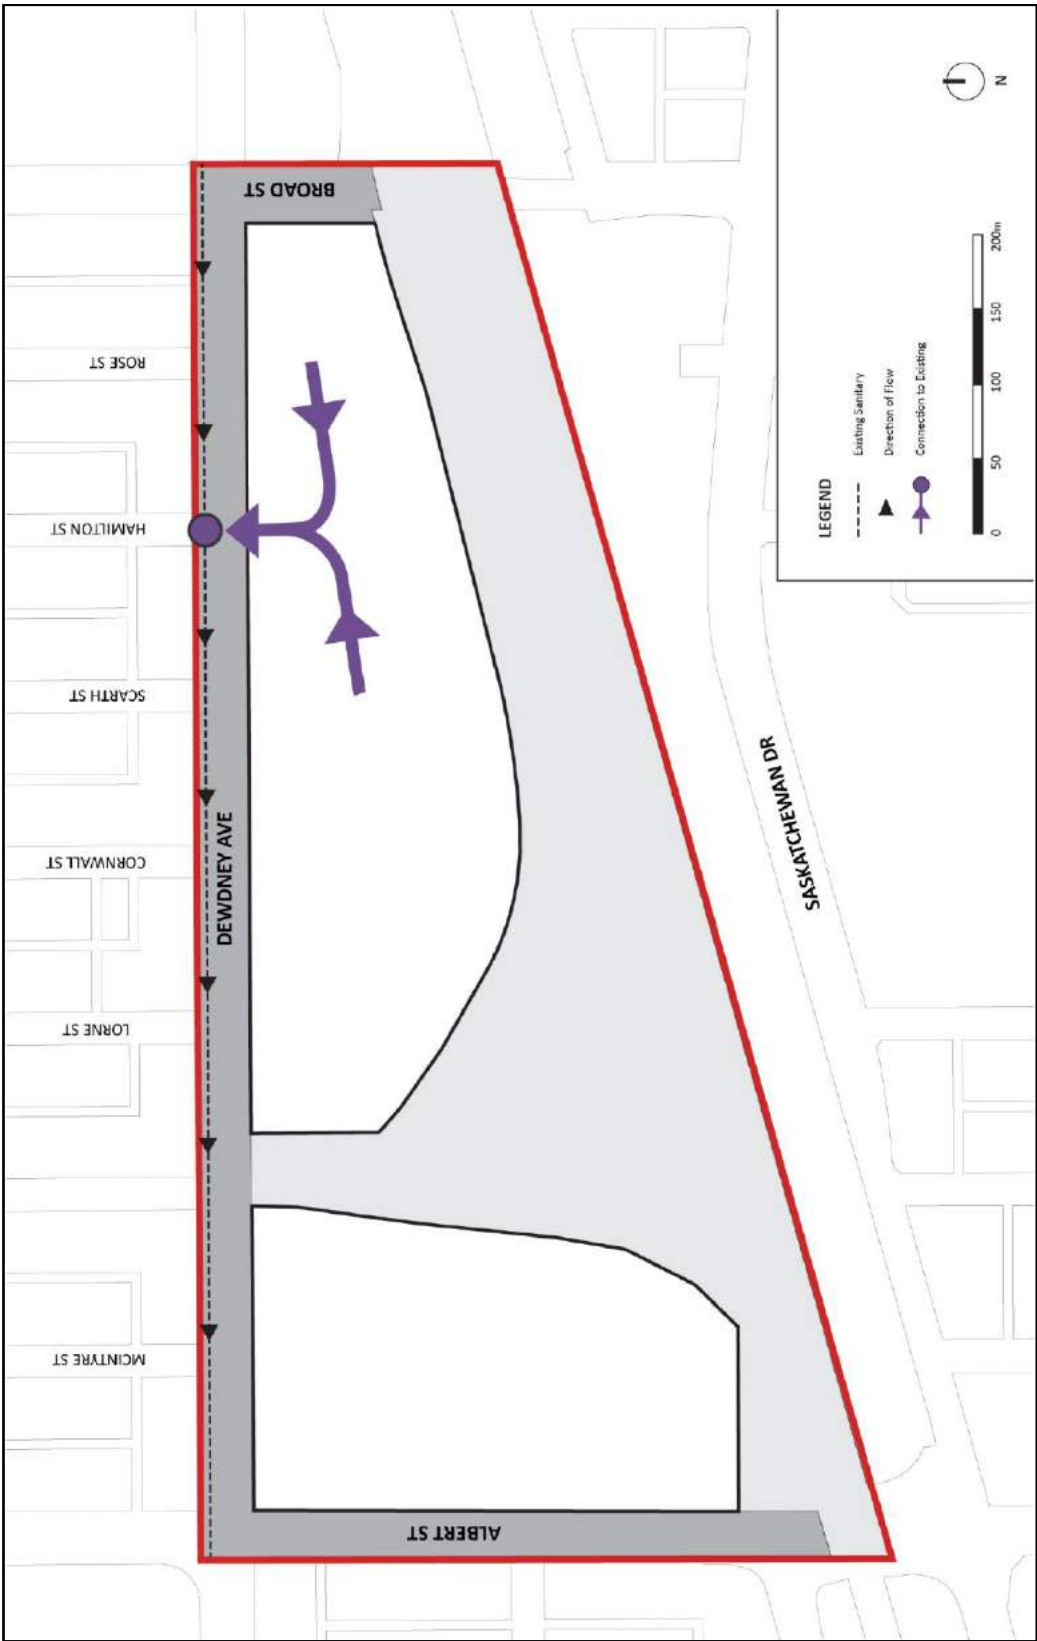 BROAD ST
ROSE ST
HAMILTON ST
SCARTH ST
CORNWALL ST
LORNE ST
MCINTYRE ST
DEWDNEY AVE
ALBERT ST
SASKATCHEWAN DR
N
LEGEND
Existing Sanitary
Direction of Flow
Connection to Existing
0 50 100 150 200m